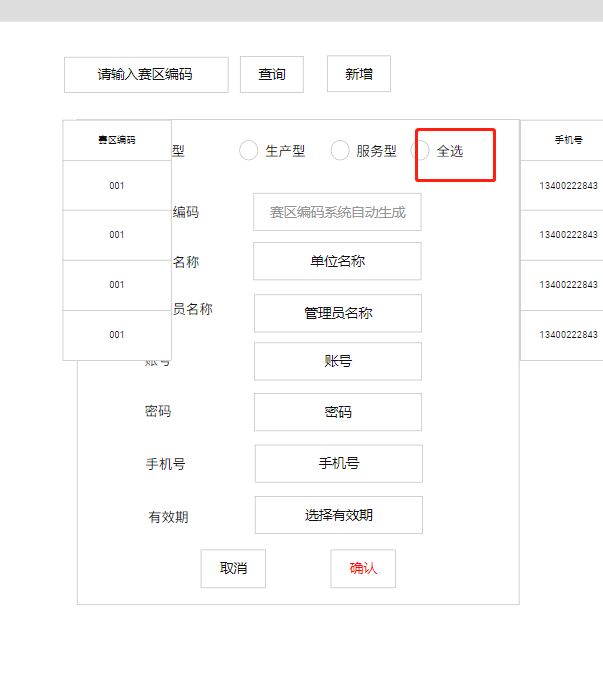 请输入赛区编码 查询 新增
赛区编码 型 生产型 服务型 全选 手机号
001 13400222843
编码 赛区编码系统自动生成
001 13400222843
名称 单位名称
001 13400222843
员名称 管理员名称
001 13400222843
账号 账号
密码 密码
手机号 手机号
有效期 选择有效期
取消 确认